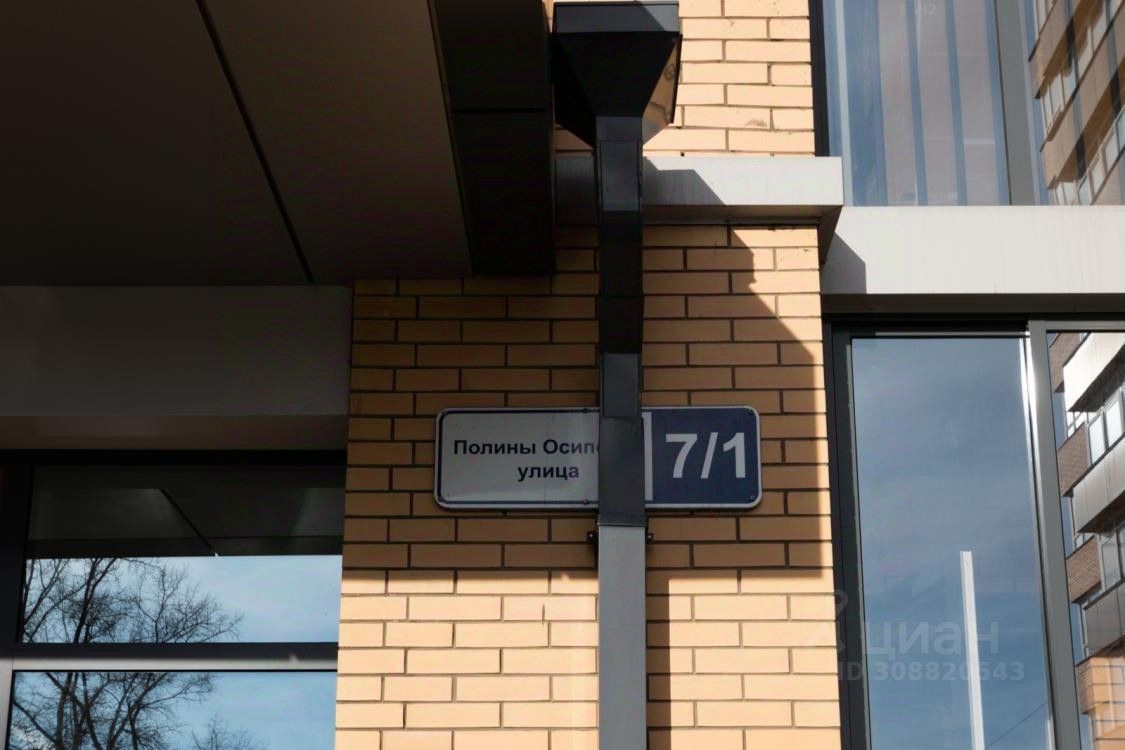 Полины Осип
улица
7/1
циан
ID 308820543